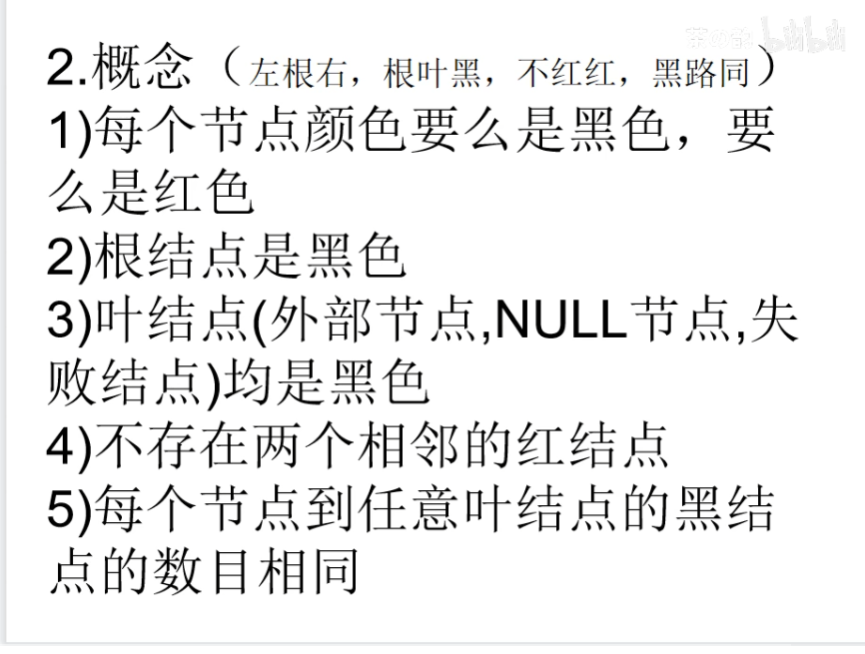 2.概念（左根右，根叶黑，不红红，黑路同）
1)每个节点颜色要么是黑色，要
么是红色
2)根结点是黑色
3)叶结点(外部节点,NULL节点,失
败结点)均是黑色
4)不存在两个相邻的红结点
5)每个节点到任意叶结点的黑结
点的数目相同
bilibili